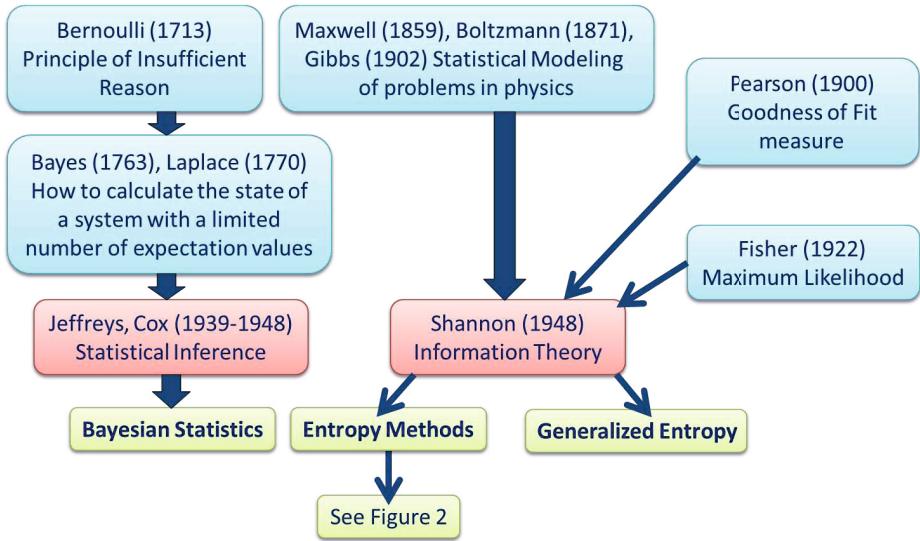 Bernoulli (1713)
Principle of Insufficient
Reason
Maxwell (1859), Boltzmann (1871),
Gibbs (1902) Statistical Modeling
of problems in physics
Pearson (1900)
Goodness of Fit
measure
Bayes (1763), Laplace (1770)
How to calculate the state of
a system with a limited
number of expectation values
Fisher (1922)
Maximum Likelihood
Jeffreys, Cox (1939-1948)
Statistical Inference
Shannon (1948)
Information Theory
Bayesian Statistics
Entropy Methods
Generalized Entropy
See Figure 2